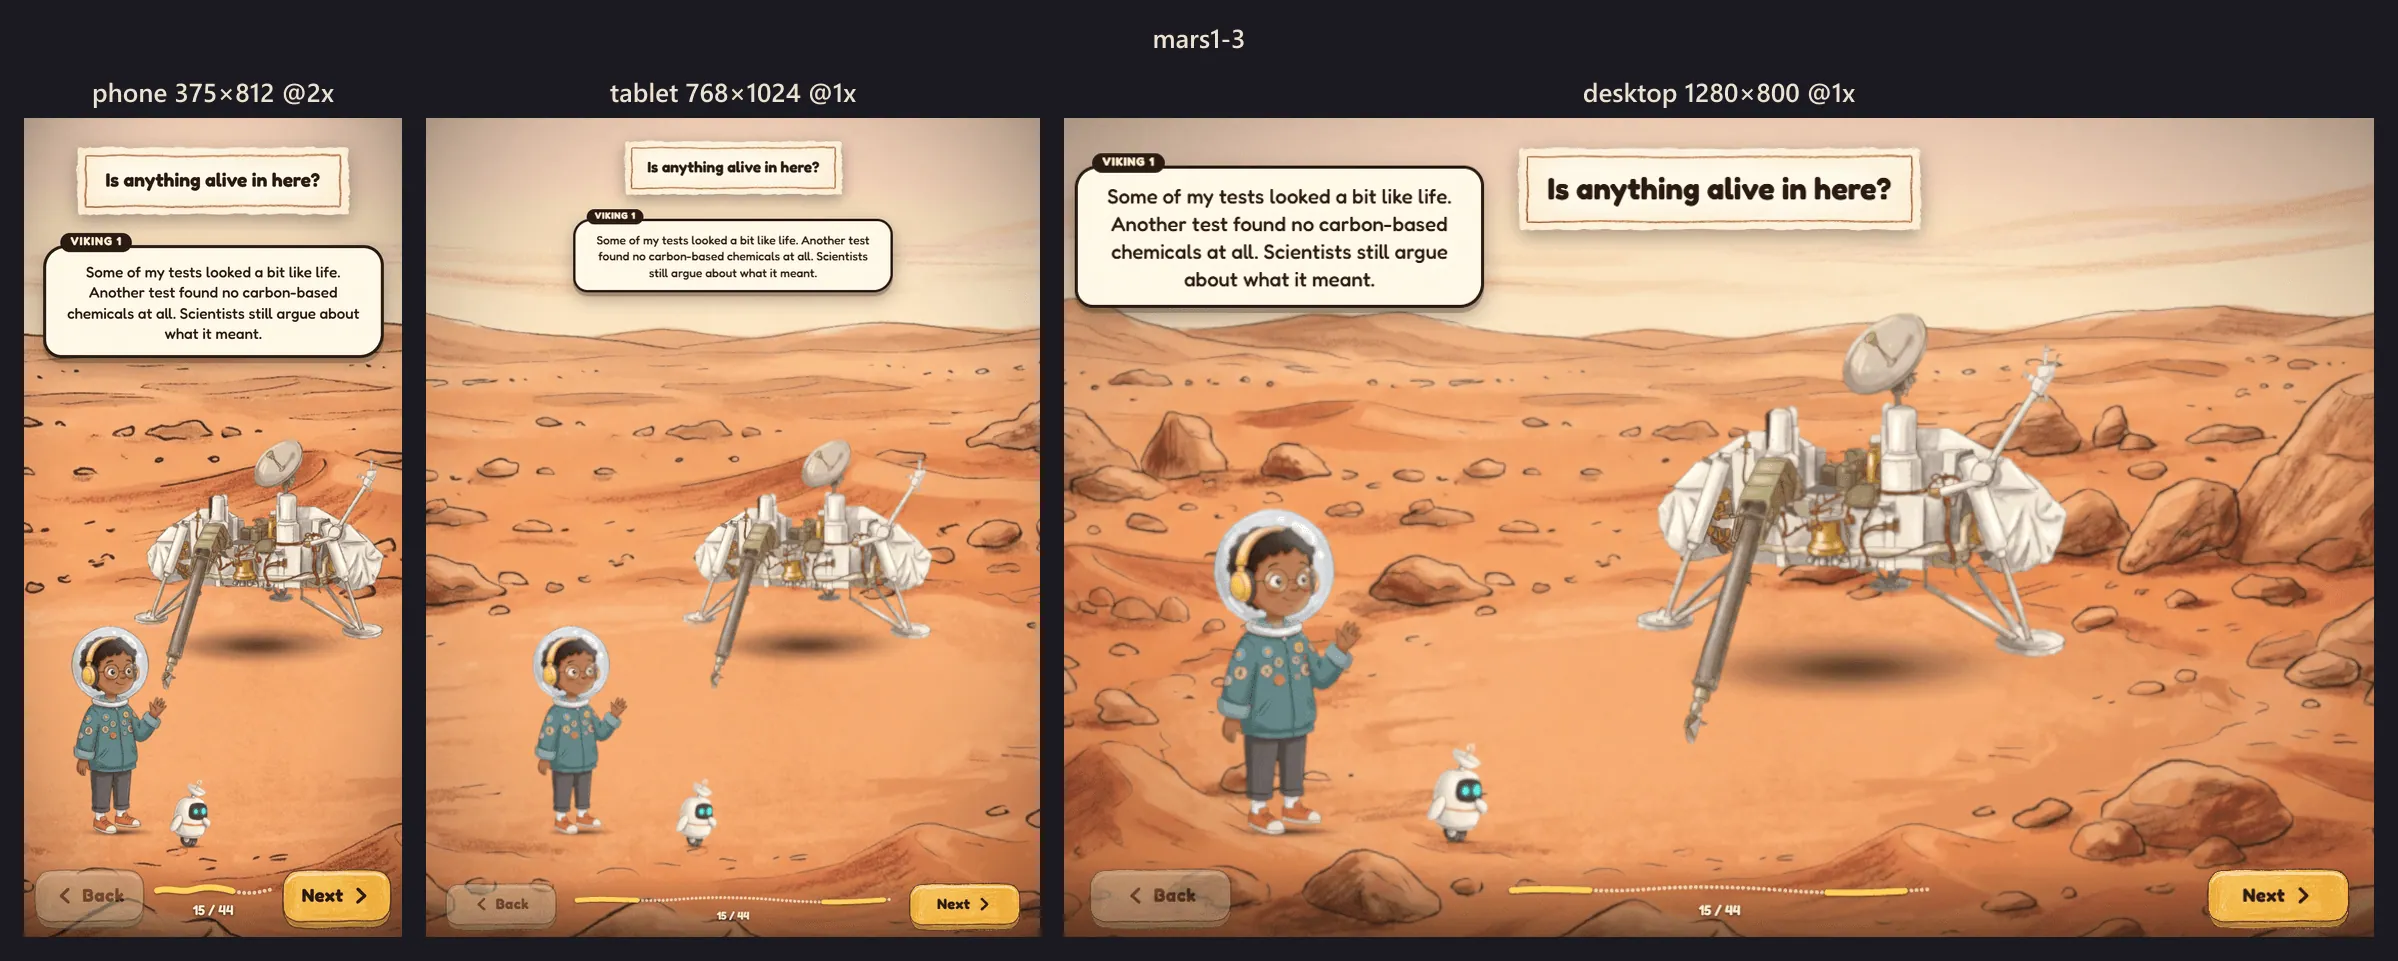 mars1-3
phone 375×812 @2x
Is anything alive in here?
VIKING 1
Some of my tests looked a bit like life.
Another test found no carbon-based
chemicals at all. Scientists still argue about
what it meant.
Back
15 / 44
Next
tablet 768×1024 @1x
Is anything alive in here?
VIKING 1
Some of my tests looked a bit like life. Another test
found no carbon-based chemicals at all. Scientists
still argue about what it meant.
Back
15 / 44
Next
desktop 1280×800 @1x
Is anything alive in here?
VIKING 1
Some of my tests looked a bit like life.
Another test found no carbon-based
chemicals at all. Scientists still argue
about what it meant.
Back
15 / 44
Next